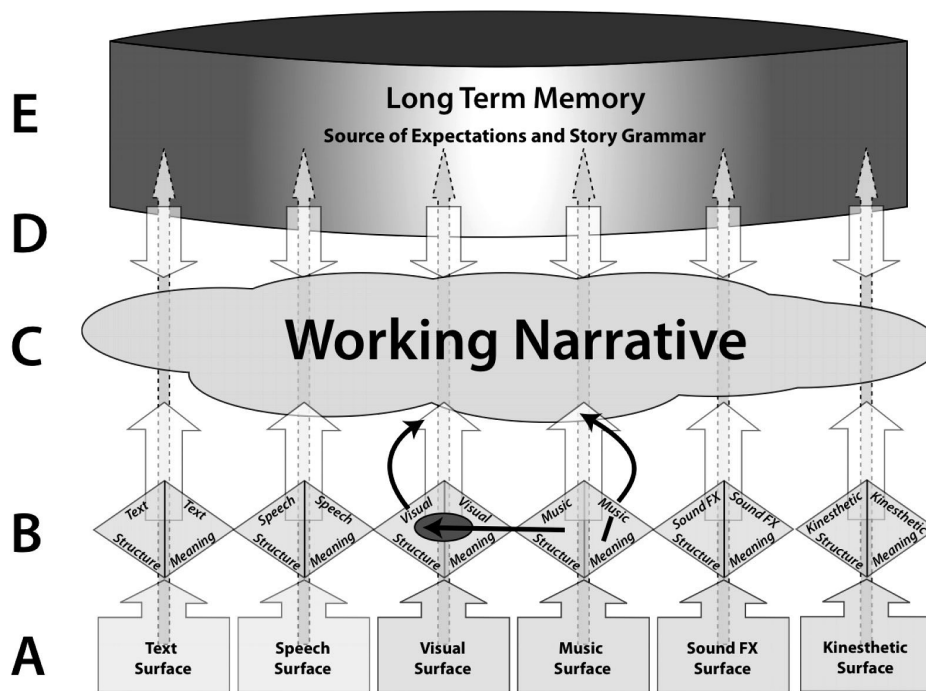 E
Long Term Memory
Source of Expectations and Story Grammar
D
C
Working Narrative
B
Text
Structure
Text
Meaning
Speech
Structure
Speech
Meaning
Visual
Structure
Visual
Meaning
Music
Structure
Music
Meaning
Sound FX
Structure
Sound FX
Meaning
Kinesthetic
Structure
Kinesthetic
Meaning
A
Text
Surface
Speech
Surface
Visual
Surface
Music
Surface
Sound FX
Surface
Kinesthetic
Surface